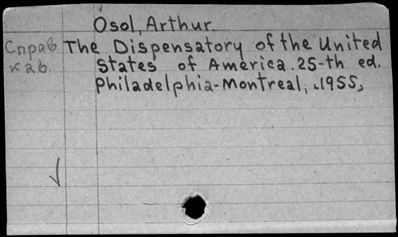 Osol, Arthur.
Справ The Dispensatory of the United
каб. States of America. 25-th ed.
Philadelphia-Montreal, „1955„